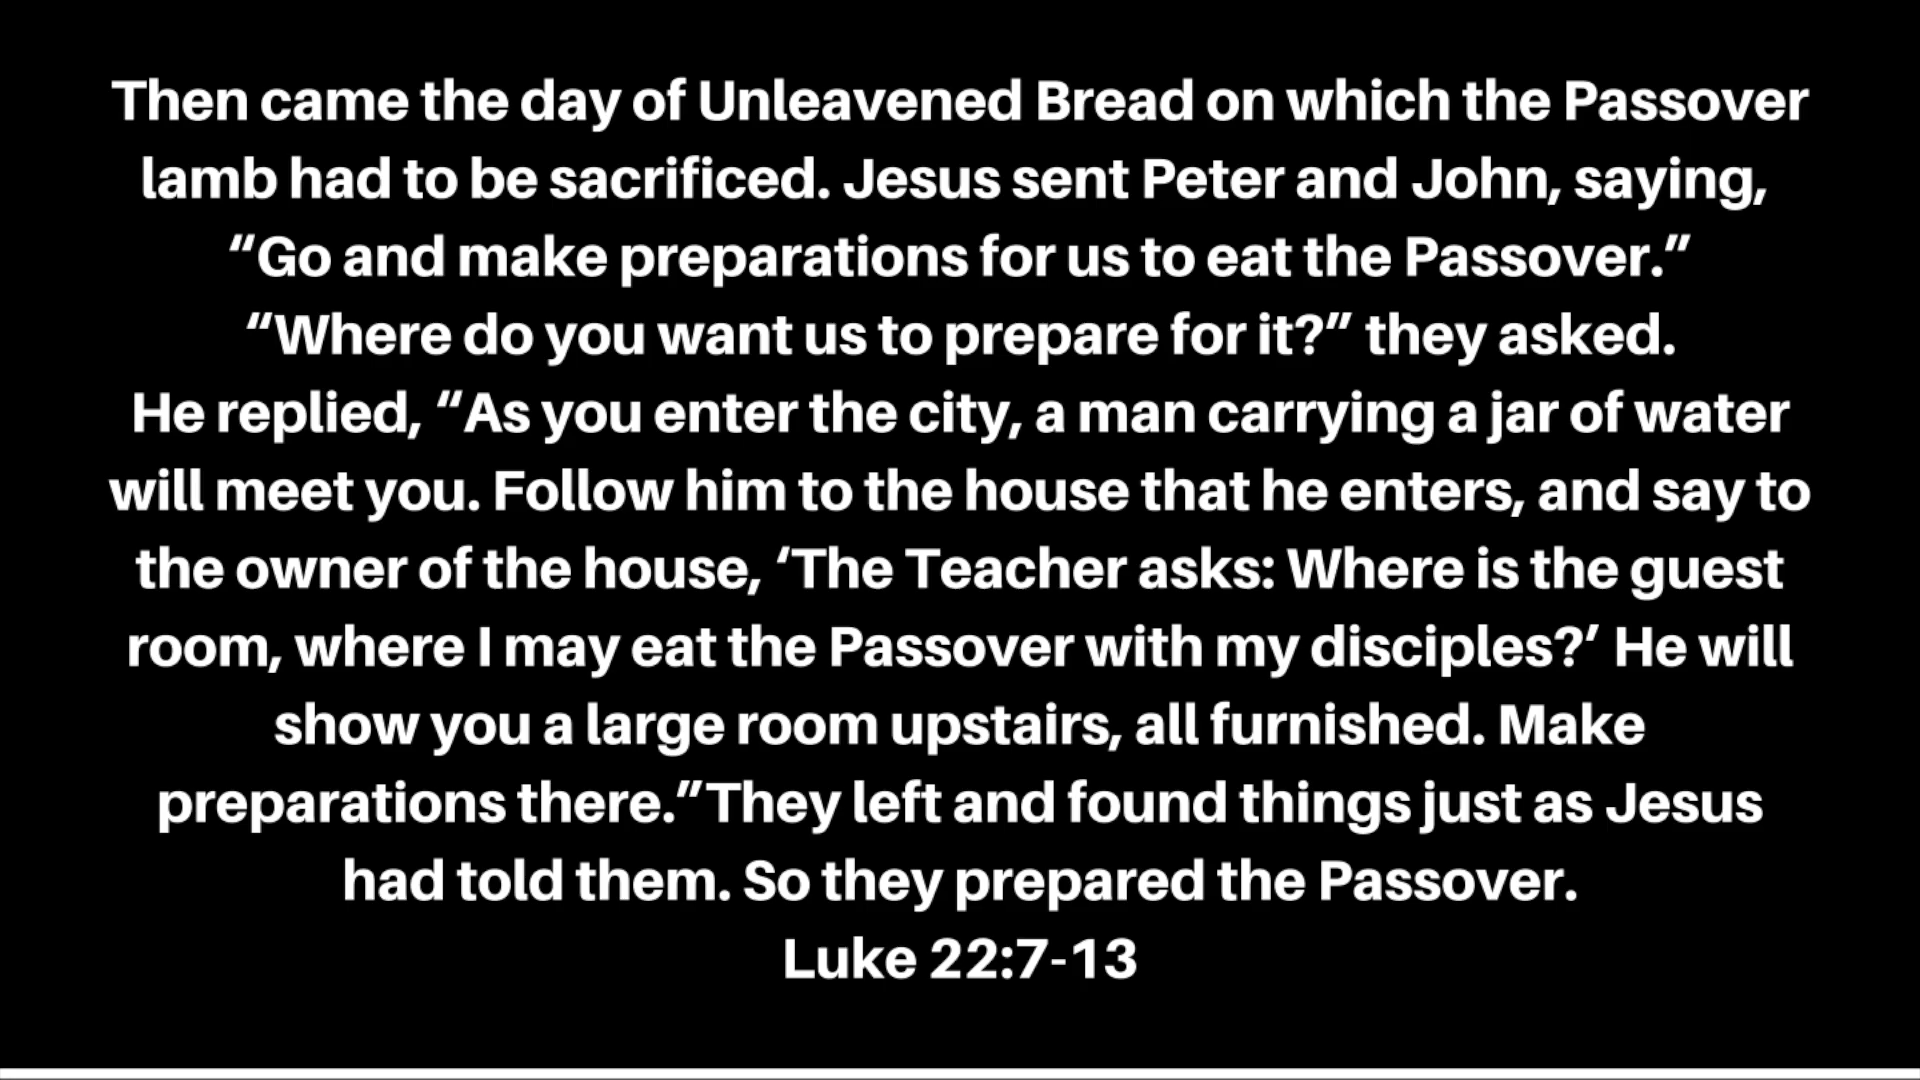 Then came the day of Unleavened Bread on which the Passover
lamb had to be sacrificed. Jesus sent Peter and John, saying,
“Go and make preparations for us to eat the Passover.”
“Where do you want us to prepare for it?” they asked.
He replied, “As you enter the city, a man carrying a jar of water
will meet you. Follow him to the house that he enters, and say to
the owner of the house, ‘The Teacher asks: Where is the guest
room, where I may eat the Passover with my disciples?’ He will
show you a large room upstairs, all furnished. Make
preparations there.”They left and found things just as Jesus
had told them. So they prepared the Passover.
Luke 22:7-13